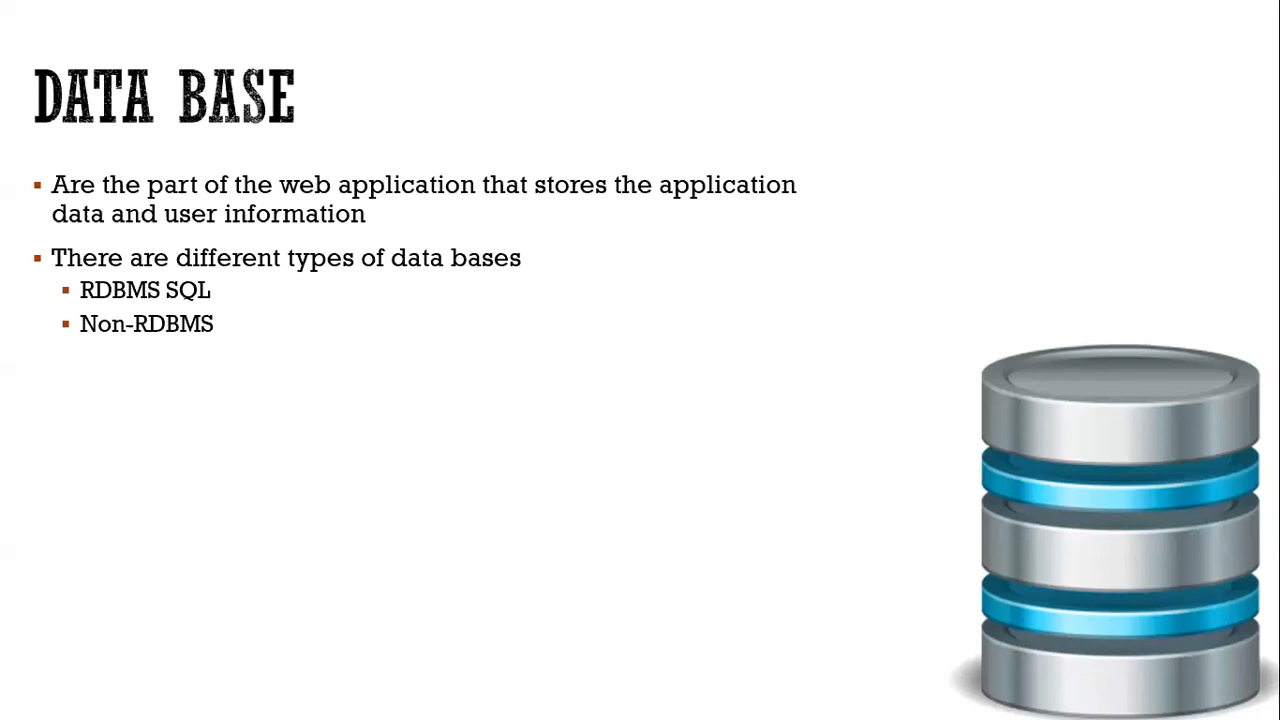 DATA BASE
Are the part of the web application that stores the application
data and user information
There are different types of data bases
RDBMS SQL
Non-RDBMS